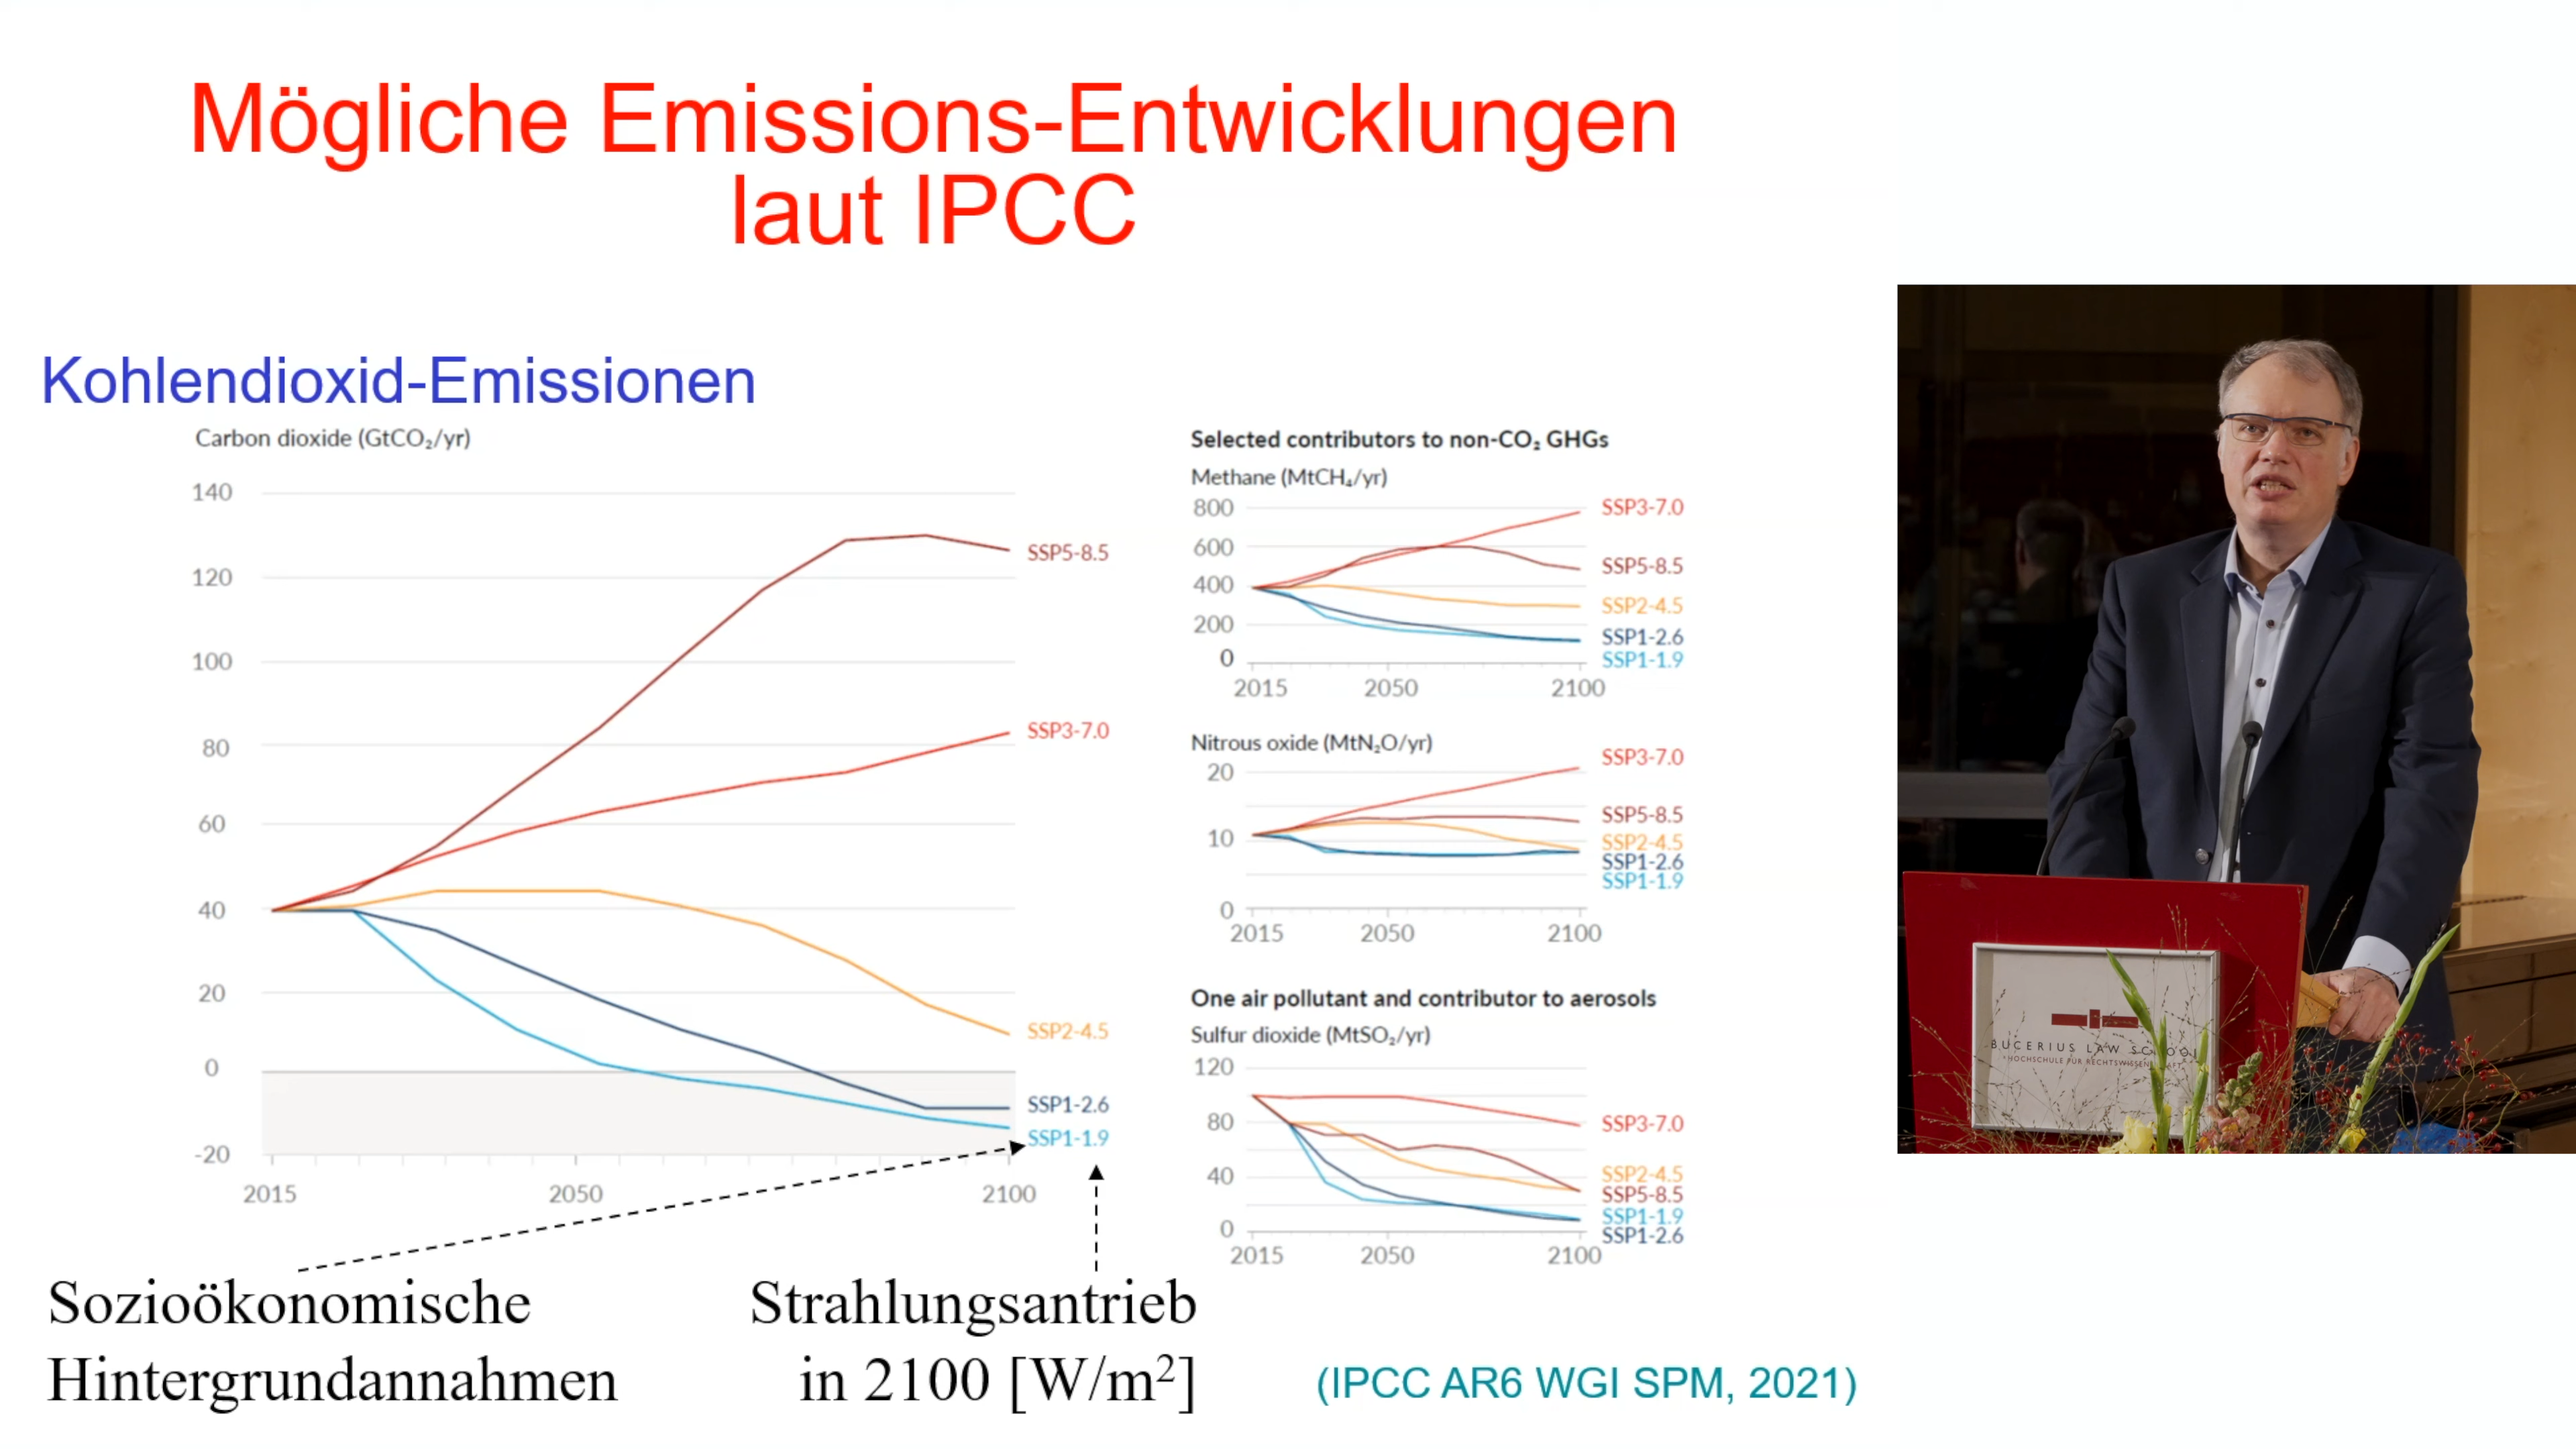 Mögliche Emissions-Entwicklungen
laut IPCC
Kohlendioxid-Emissionen
Carbon dioxide (GtCO₂/yr)
140
120
100
80
60
40
20
0
-20
2015 2050 2100
SSP5-8.5
SSP3-7.0
SSP2-4.5
SSP1-2.6
SSP1-1.9
Sozioökonomische
Hintergrundannahmen
Strahlungsantrieb
in 2100 [W/m²]
Selected contributors to non-CO₂ GHGs
Methane (MtCH₄/yr)
800
600
400
200
0
2015 2050 2100
SSP3-7.0
SSP5-8.5
SSP2-4.5
SSP1-2.6
SSP1-1.9
Nitrous oxide (MtN₂O/yr)
20
10
0
2015 2050 2100
SSP3-7.0
SSP5-8.5
SSP2-4.5
SSP1-2.6
SSP1-1.9
One air pollutant and contributor to aerosols
Sulfur dioxide (MtSO₂/yr)
120
80
40
0
2015 2050 2100
SSP3-7.0
SSP2-4.5
SSP5-8.5
SSP1-1.9
SSP1-2.6
(IPCC AR6 WGI SPM, 2021)
BUCERIUS LAW SCHOOL
HOCHSCHULE FÜR